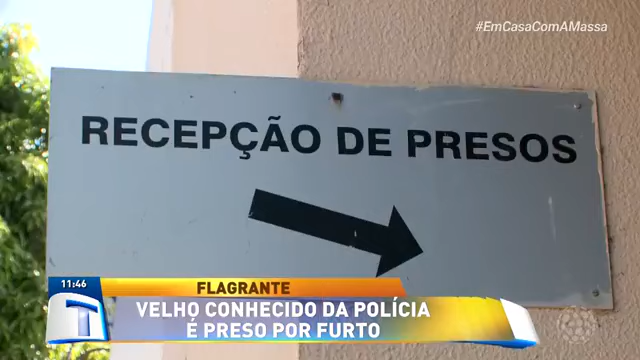 #EmCasaComAMassa
RECEPÇÃO DE PRESOS
11:46
FLAGRANTE
VELHO CONHECIDO DA POLÍCIA
É PRESO POR FURTO
T